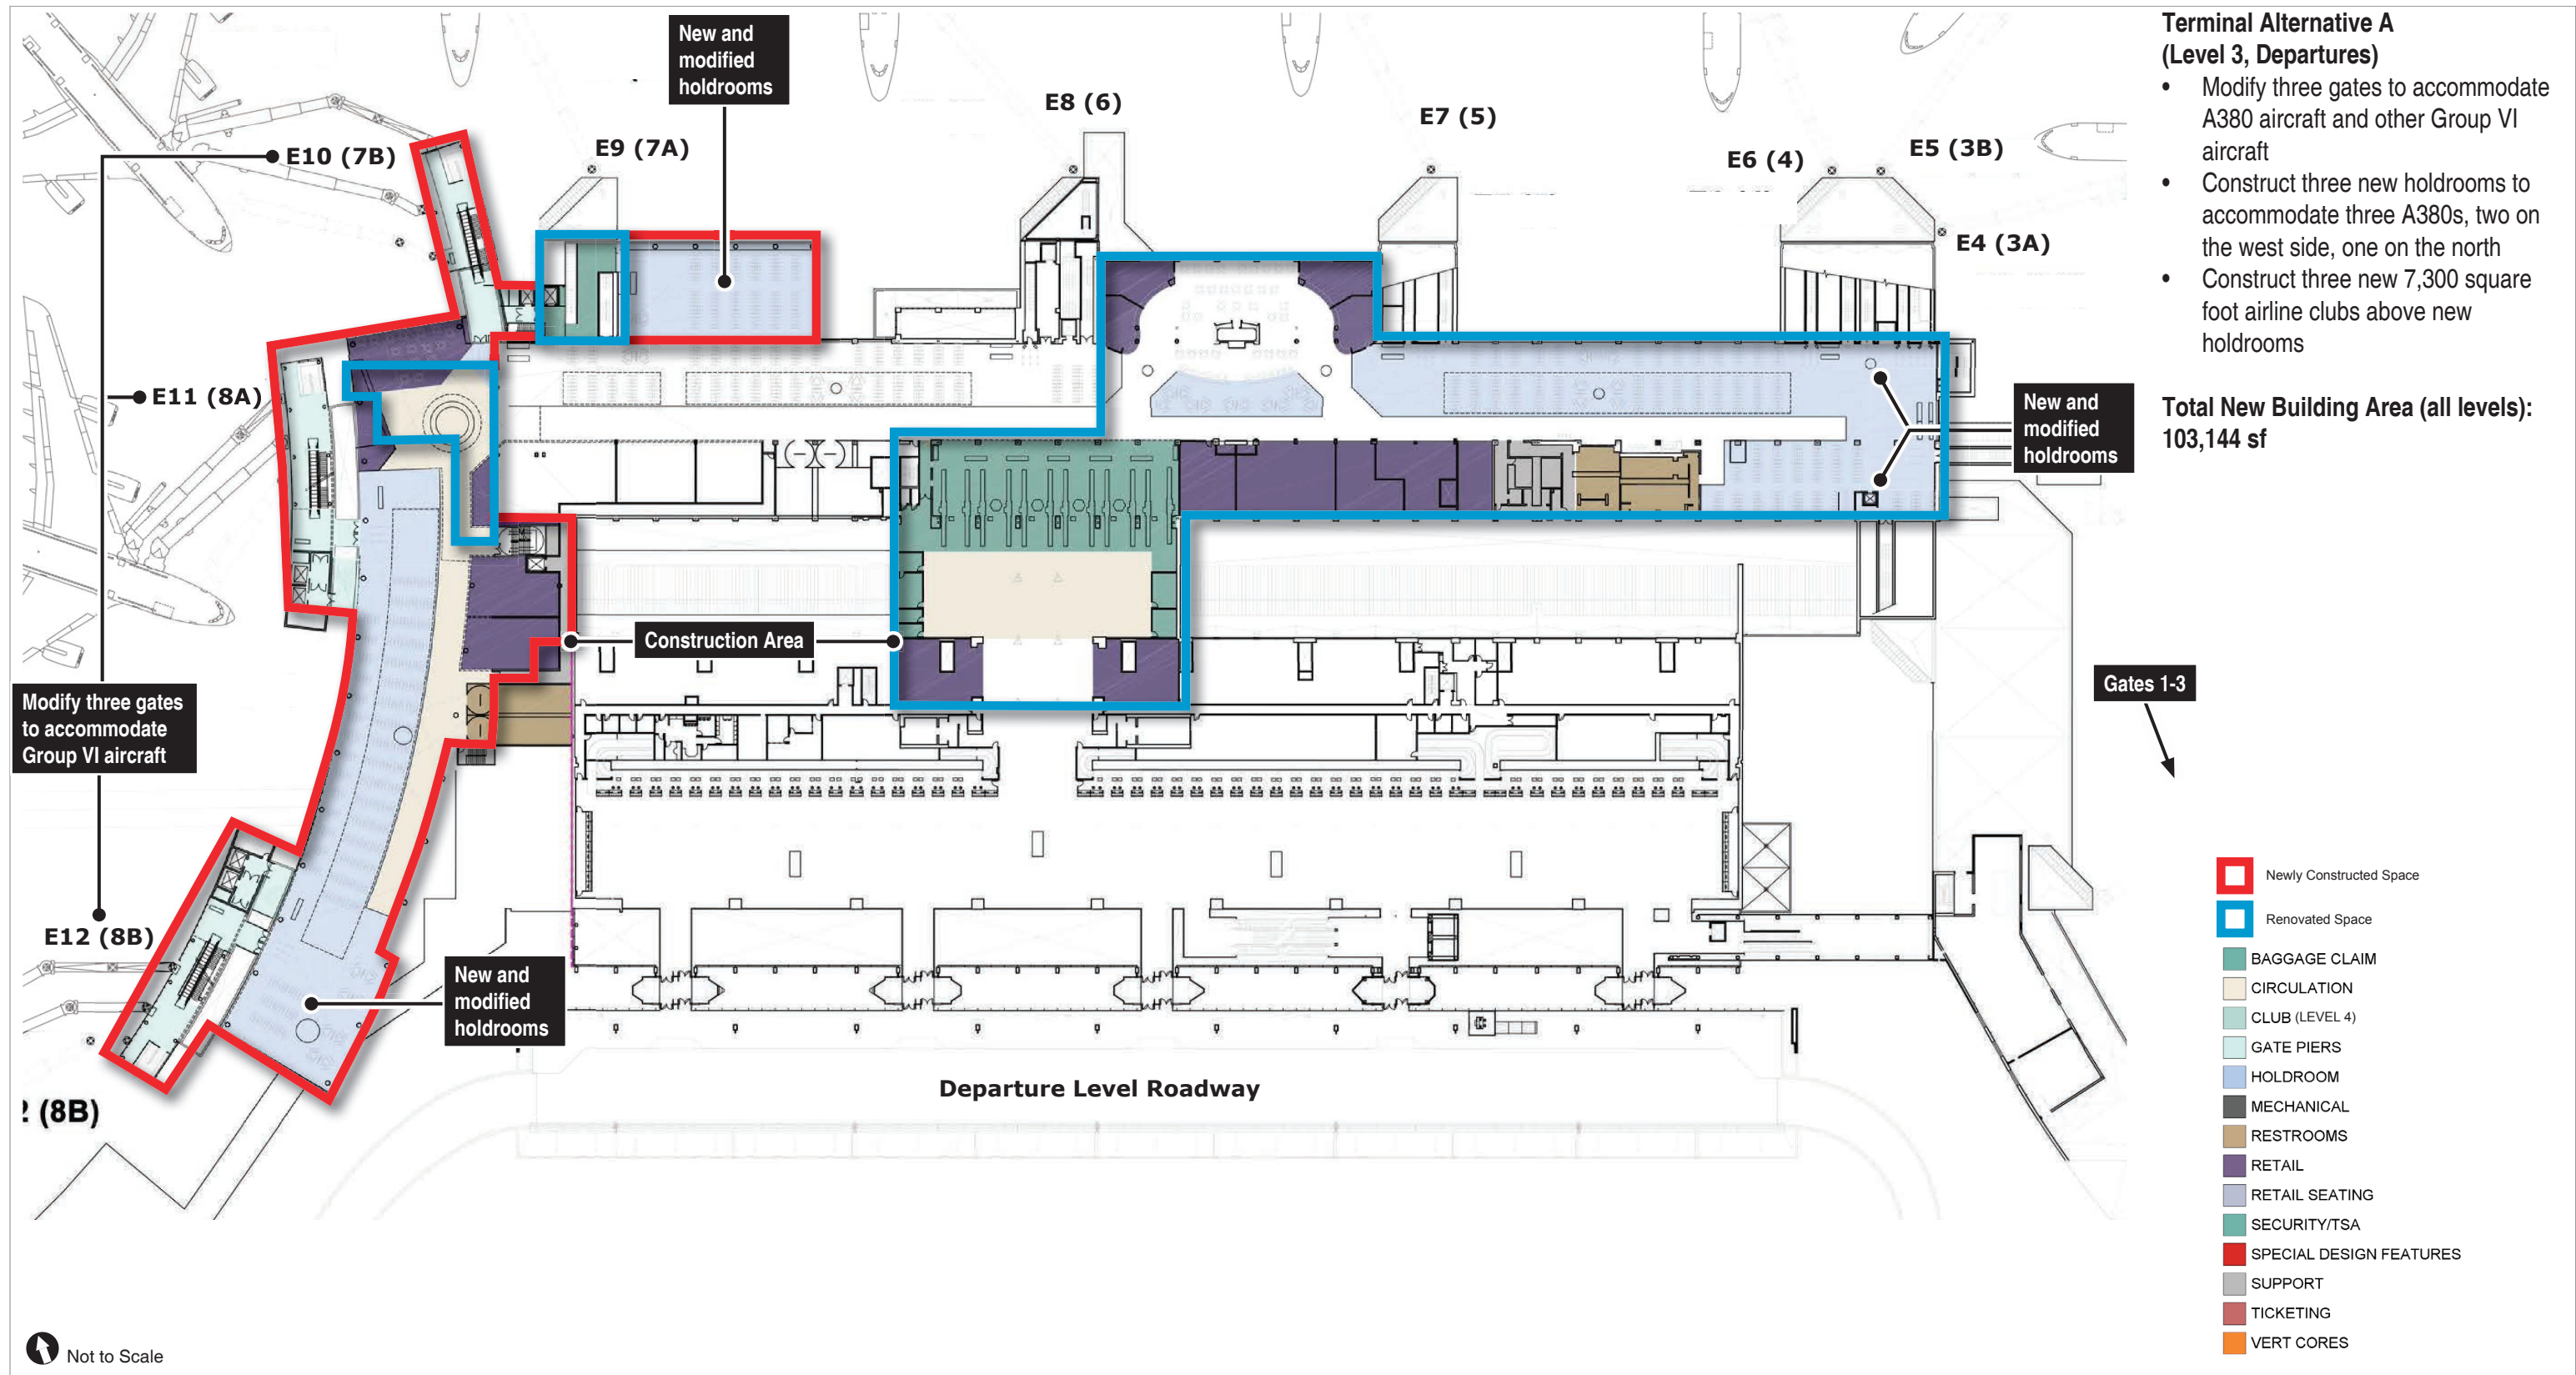 Terminal Alternative A
(Level 3, Departures)
• Modify three gates to accommodate
A380 aircraft and other Group VI
aircraft
• Construct three new holdrooms to
accommodate three A380s, two on
the west side, one on the north
• Construct three new 7,300 square
foot airline clubs above new
holdrooms
Total New Building Area (all levels):
103,144 sf
New and
modified
holdrooms
E8 (6)
E7 (5)
E10 (7B)
E9 (7A)
E6 (4)
E5 (3B)
E4 (3A)
E11 (8A)
New and
modified
holdrooms
Construction Area
Modify three gates
to accommodate
Group VI aircraft
Gates 1-3
E12 (8B)
New and
modified
holdrooms
2 (8B)
Departure Level Roadway
Newly Constructed Space
Renovated Space
BAGGAGE CLAIM
CIRCULATION
CLUB (LEVEL 4)
GATE PIERS
HOLDROOM
MECHANICAL
RESTROOMS
RETAIL
RETAIL SEATING
SECURITY/TSA
SPECIAL DESIGN FEATURES
SUPPORT
TICKETING
VERT CORES
Not to Scale